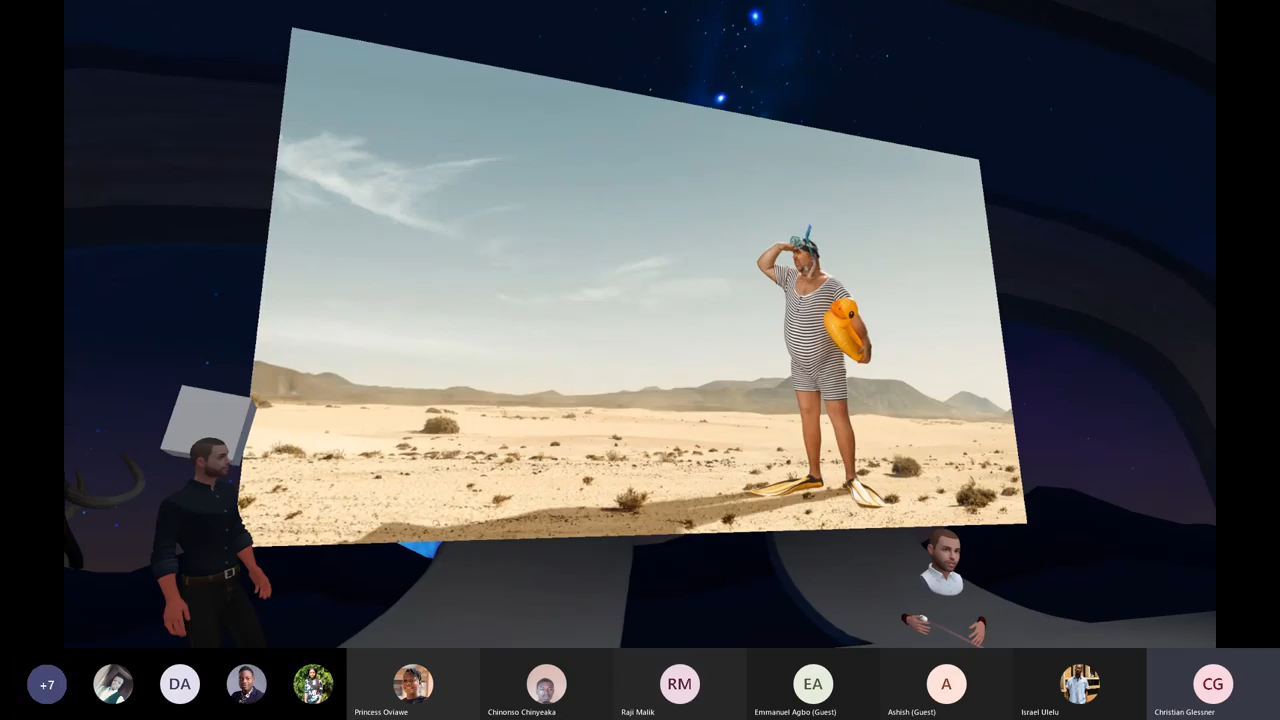 +7
DA
RM
EA
A
CG
Princess Oviawe
Chinonso Chinyeaka
Raji Malik
Emmanuel Agbo (Guest)
Ashish (Guest)
Israel Ulelu
Christian Glessner